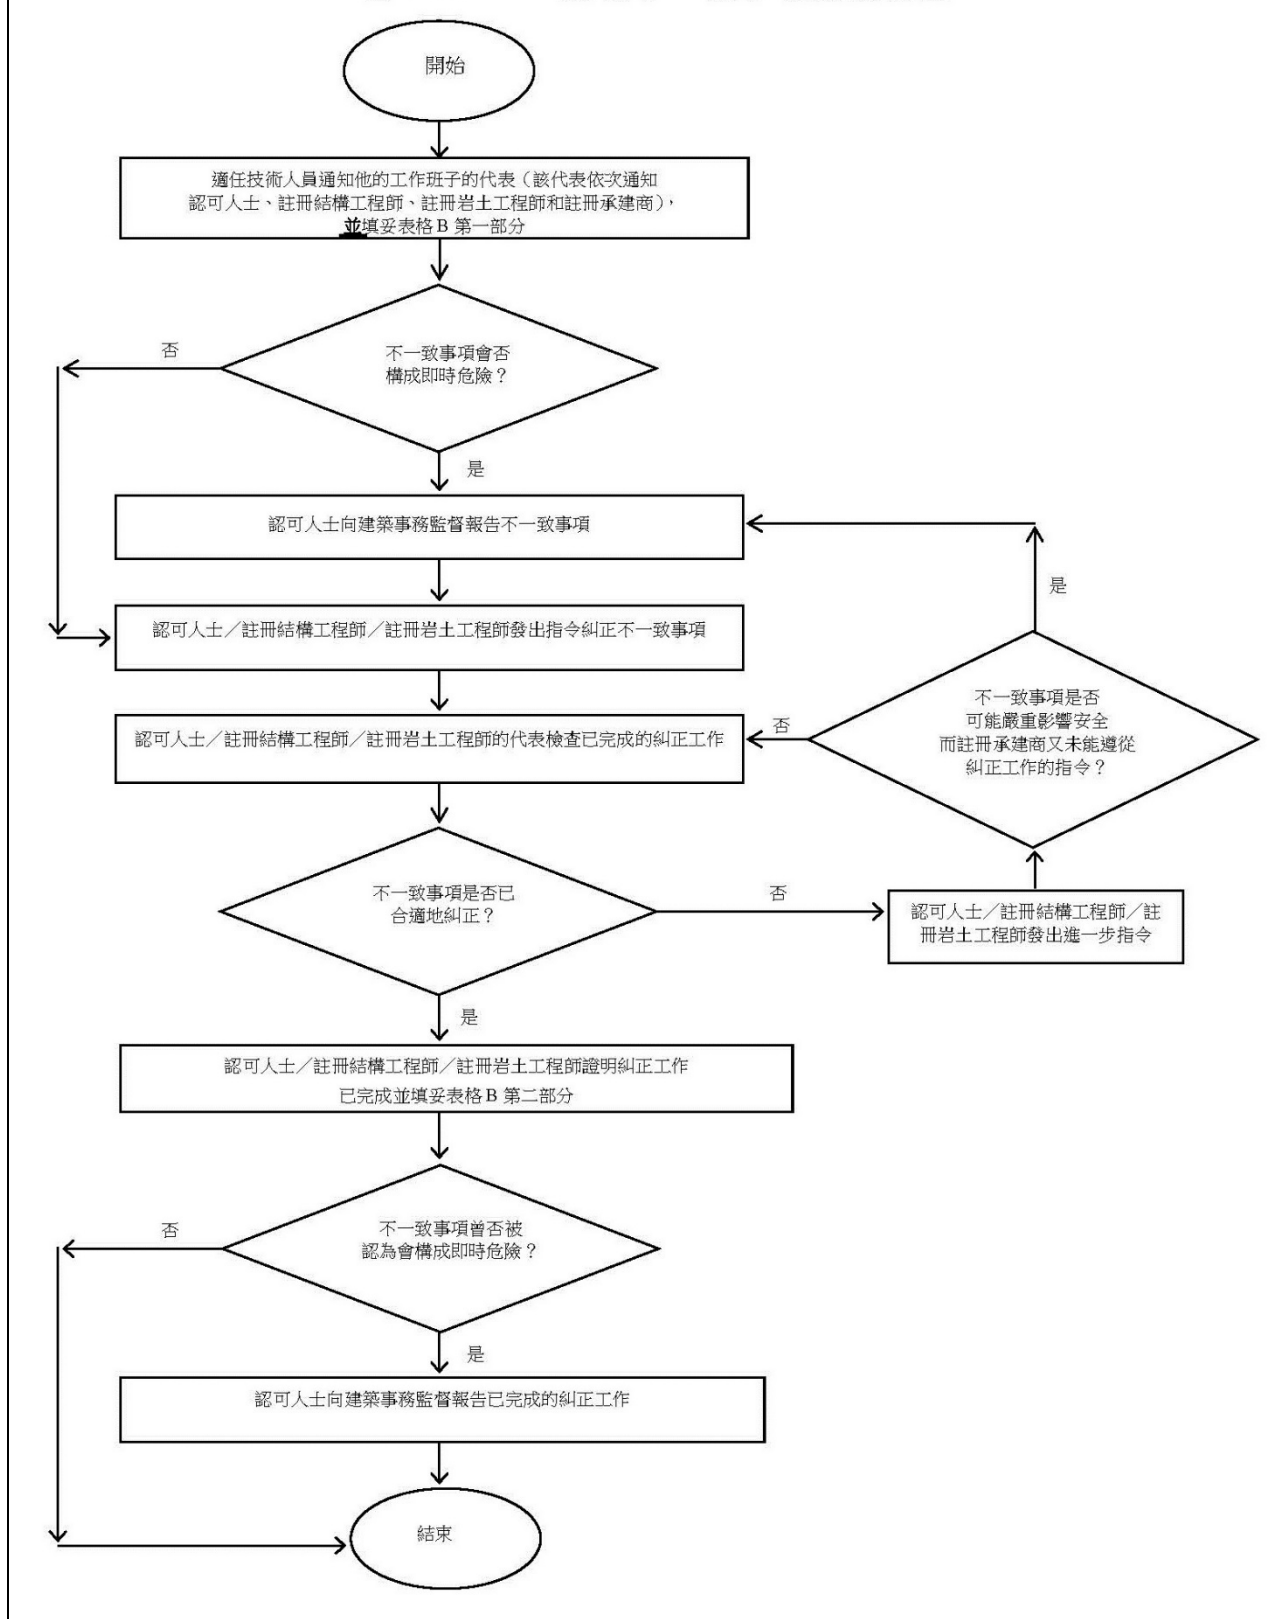 開始
適任技術人員通知他的工作班子的代表（該代表依次通知
認可人士、註冊結構工程師、註冊岩土工程師和註冊承建商），
並填妥表格 B 第一部分
不一致事項會否
構成即時危險？
否
是
認可人士向建築事務監督報告不一致事項
是
認可人士／註冊結構工程師／註冊岩土工程師發出指令糾正不一致事項
認可人士／註冊結構工程師／註冊岩土工程師的代表檢查已完成的糾正工作
否
不一致事項是否
可能嚴重影響安全
而註冊承建商又未能遵從
糾正工作的指令？
不一致事項是否已
合適地糾正？
否
認可人士／註冊結構工程師／註
冊岩土工程師發出進一步指令
是
認可人士／註冊結構工程師／註冊岩土工程師證明糾正工作
已完成並填妥表格 B 第二部分
不一致事項曾否被
認為會構成即時危險？
否
是
認可人士向建築事務監督報告已完成的糾正工作
結束